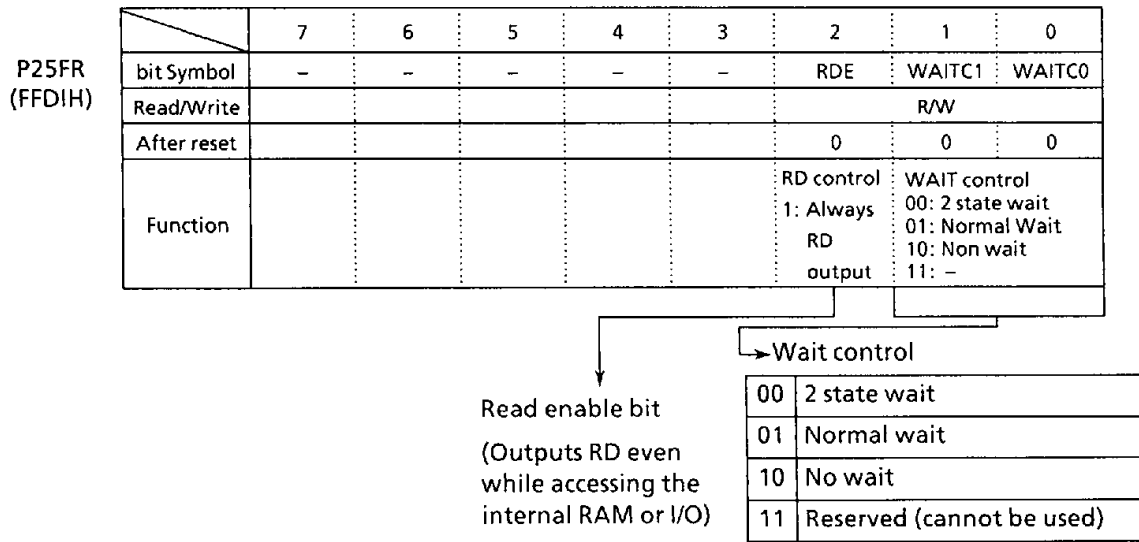 7 6 5 4 3 2 1 0
P25FR
(FFDIH)
bit Symbol – – – – – RDE WAITC1 WAITC0
Read/Write R/W
After reset 0 0 0
Function
RD control
1: Always
RD
output
WAIT control
00: 2 state wait
01: Normal Wait
10: Non wait
11: –
Read enable bit
(Outputs RD even
while accessing the
internal RAM or I/O)
Wait control
00 2 state wait
01 Normal wait
10 No wait
11 Reserved (cannot be used)